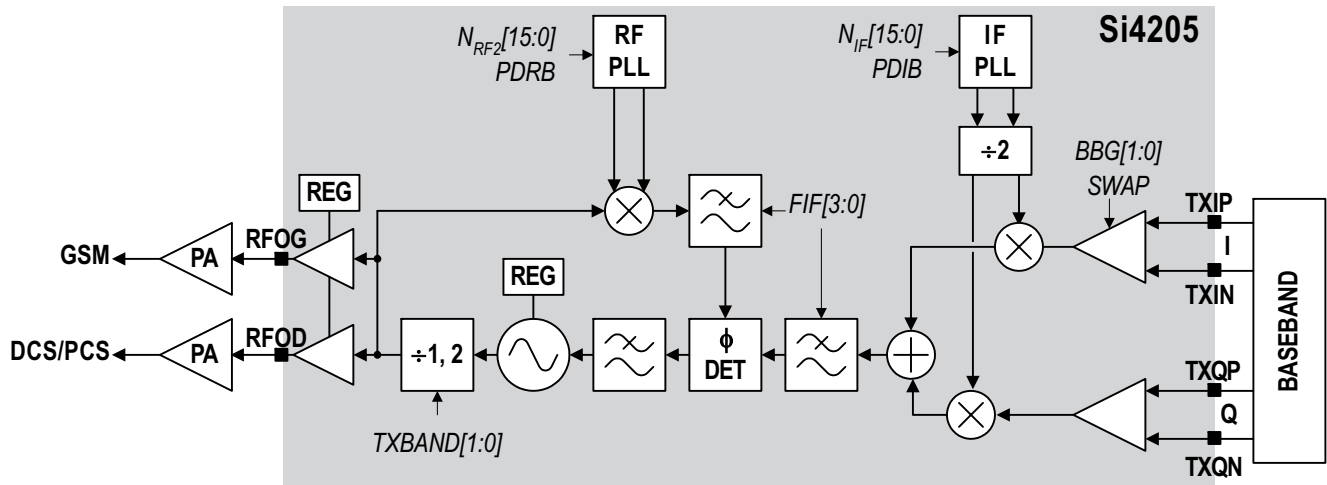 Si4205
N_RF2[15:0]
PDRB
RF
PLL
N_IF[15:0]
PDIB
IF
PLL
÷2
BBG[1:0]
SWAP
REG
FIF[3:0]
TXIP
I
TXIN
GSM
PA
RFOG
REG
DCS/PCS
PA
RFOD
÷1, 2
ϕ
DET
TXBAND[1:0]
TXQP
Q
TXQN
BASEBAND